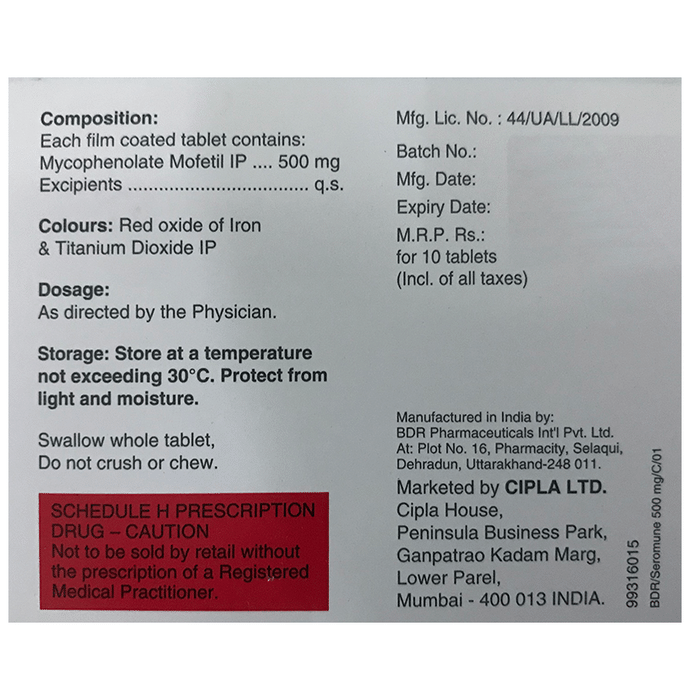 Composition:
Each film coated tablet contains:
Mycophenolate Mofetil IP .... 500 mg
Excipients ................................... q.s.
Colours: Red oxide of Iron
& Titanium Dioxide IP
Dosage:
As directed by the Physician.
Storage: Store at a temperature
not exceeding 30°C. Protect from
light and moisture.
Swallow whole tablet,
Do not crush or chew.
SCHEDULE H PRESCRIPTION
DRUG – CAUTION
Not to be sold by retail without
the prescription of a Registered
Medical Practitioner.
Mfg. Lic. No. : 44/UA/LL/2009
Batch No.:
Mfg. Date:
Expiry Date:
M.R.P. Rs.:
for 10 tablets
(Incl. of all taxes)
Manufactured in India by:
BDR Pharmaceuticals Int'l Pvt. Ltd.
At: Plot No. 16, Pharmacity, Selaqui,
Dehradun, Uttarakhand-248 011.
Marketed by CIPLA LTD.
Cipla House,
Peninsula Business Park,
Ganpatrao Kadam Marg,
Lower Parel,
Mumbai - 400 013 INDIA.
99316015
BDR/Seromune 500 mg/C/01